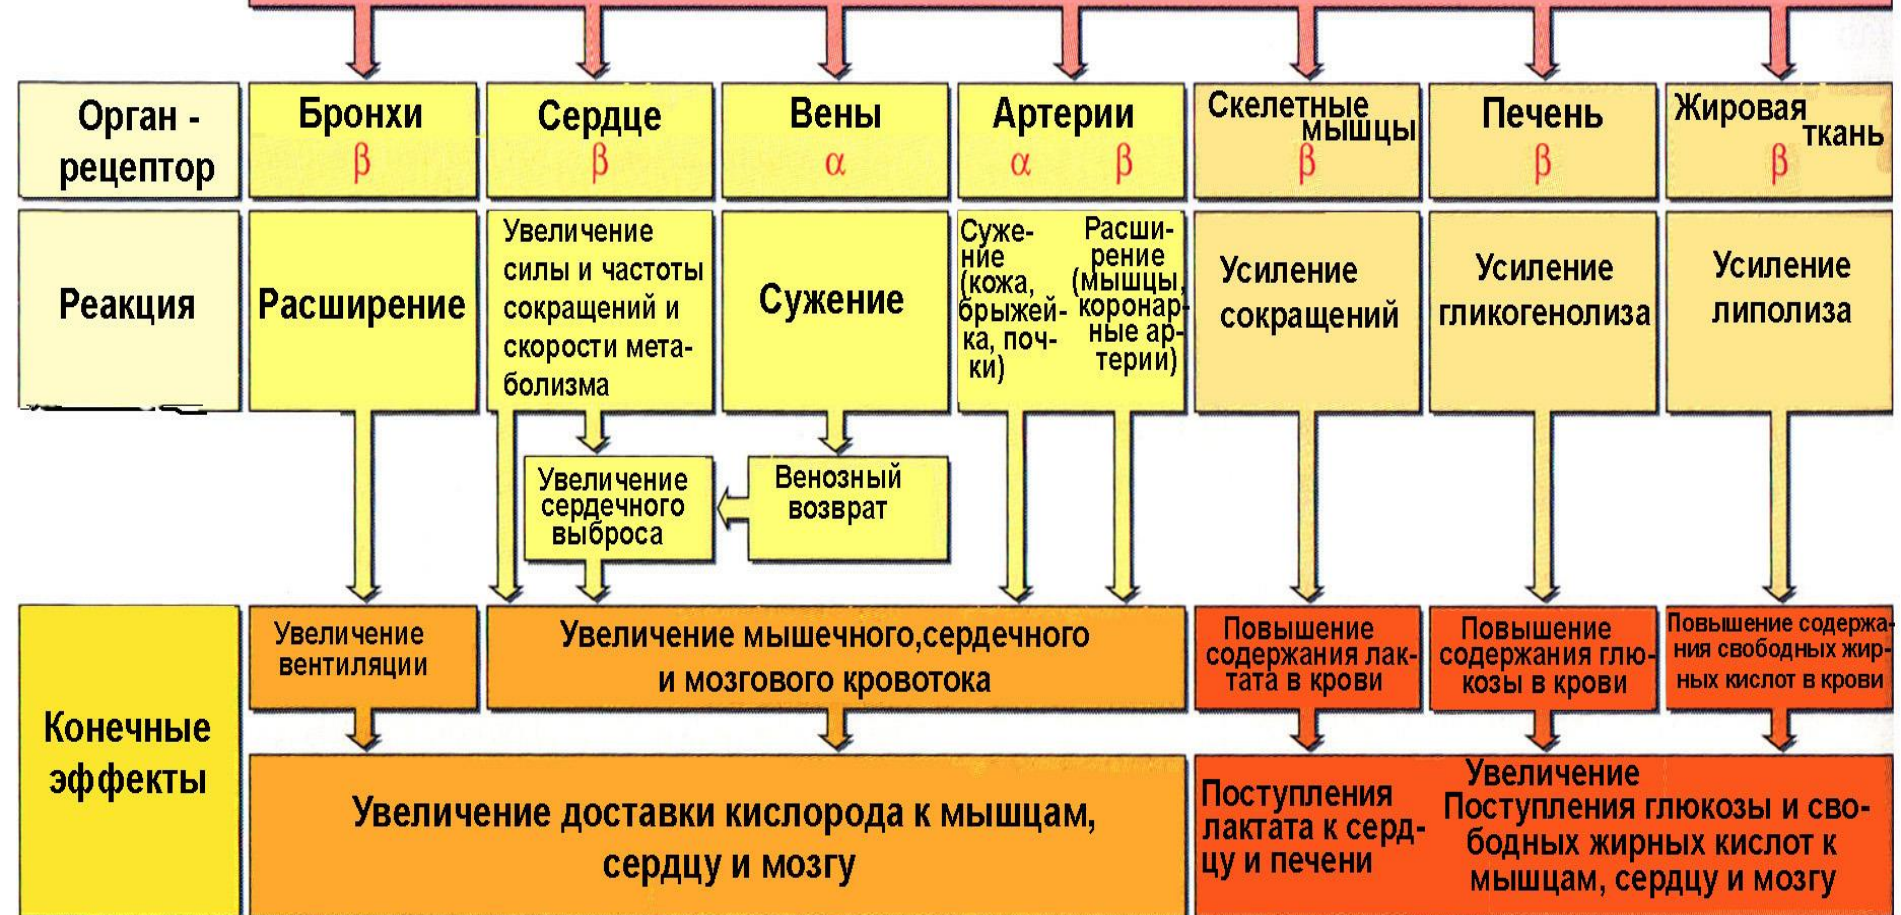 Орган -
рецептор
Бронхи
β
Сердце
β
Вены
α
Артерии
α β
Скелетные
мышцы
β
Печень
β
Жировая
ткань
β
Реакция
Расширение
Увеличение
силы и частоты
сокращений и
скорости мета-
болизма
Сужение
Суже-
ние
(кожа,
брыжей-
ка, поч-
ки)
Расши-
рение
(мышцы,
коронар-
ные ар-
терии)
Усиление
сокращений
Усиление
гликогенолиза
Усиление
липолиза
Увеличение
сердечного
выброса
Венозный
возврат
Конечные
эффекты
Увеличение
вентиляции
Увеличение мышечного,сердечного
и мозгового кровотока
Повышение
содержания лак-
тата в крови
Повышение
содержания глю-
козы в крови
Повышение содержа-
ния свободных жир-
ных кислот в крови
Увеличение доставки кислорода к мышцам,
сердцу и мозгу
Поступления
лактата к серд-
цу и печени
Увеличение
Поступления глюкозы и сво-
бодных жирных кислот к
мышцам, сердцу и мозгу